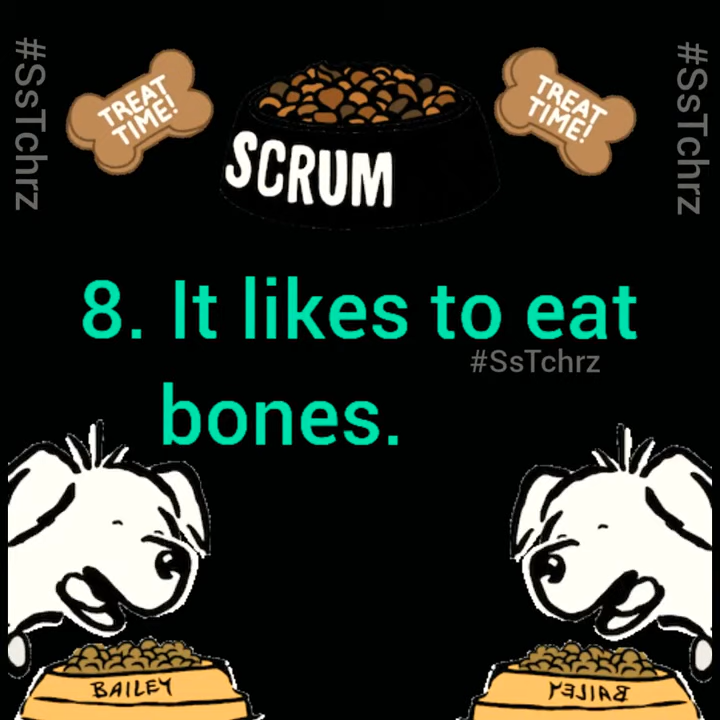 #SsTchrz
TREAT
TIME!
SCRUM
TREAT
TIME!
#SsTchrz
8. It likes to eat
#SsTchrz
bones.
BAILEY
BAILEY